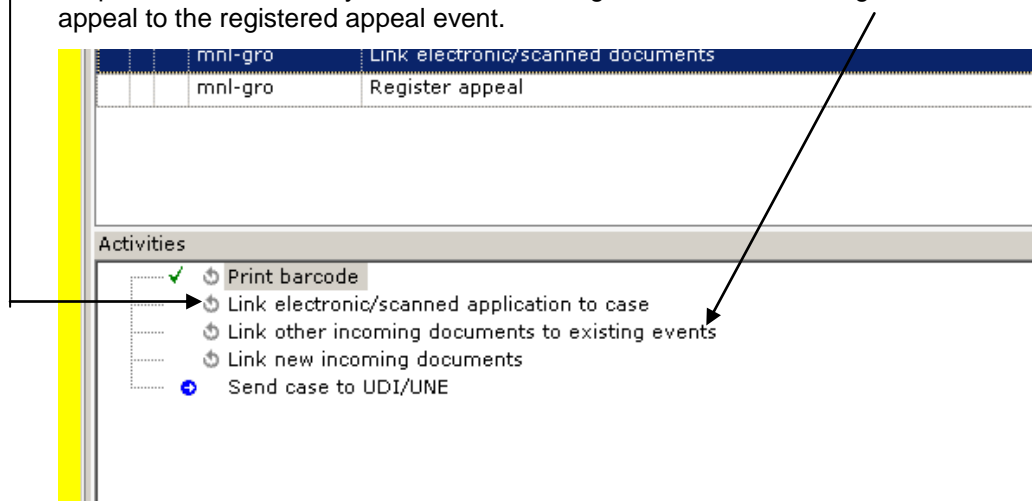 appeal to the registered appeal event.
mnl-gro Link electronic/scanned documents
mnl-gro Register appeal
Activities
Print barcode
Link electronic/scanned application to case
Link other incoming documents to existing events
Link new incoming documents
Send case to UDI/UNE